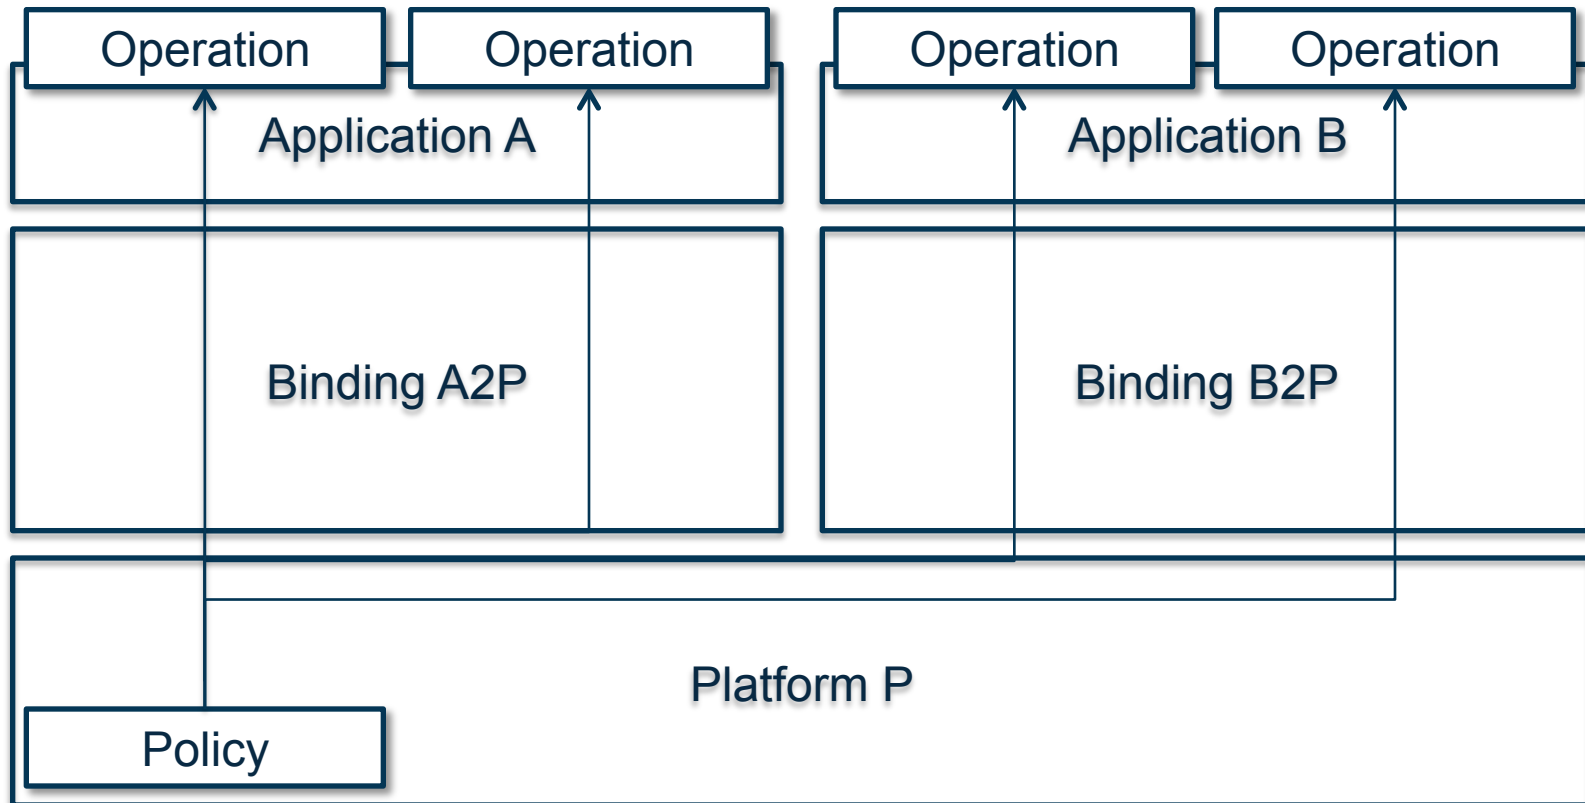 Operation
Operation
Operation
Operation
Application A
Application B
Binding A2P
Binding B2P
Platform P
Policy